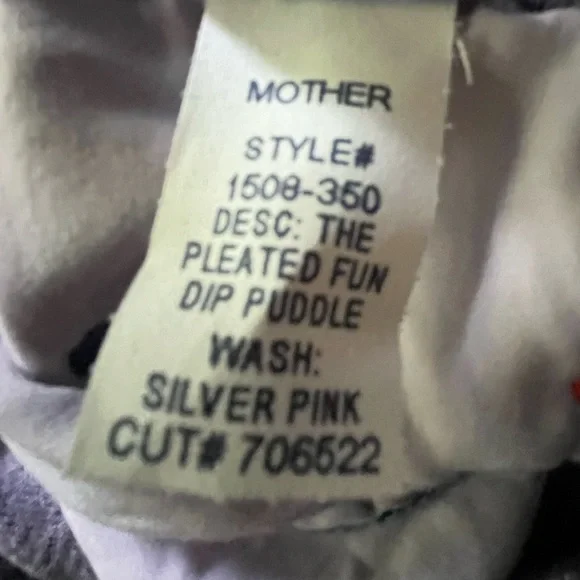 MOTHER
STYLE#
1508-350
DESC: THE
PLEATED FUN
DIP PUDDLE
WASH:
SILVER PINK
CUT# 706522